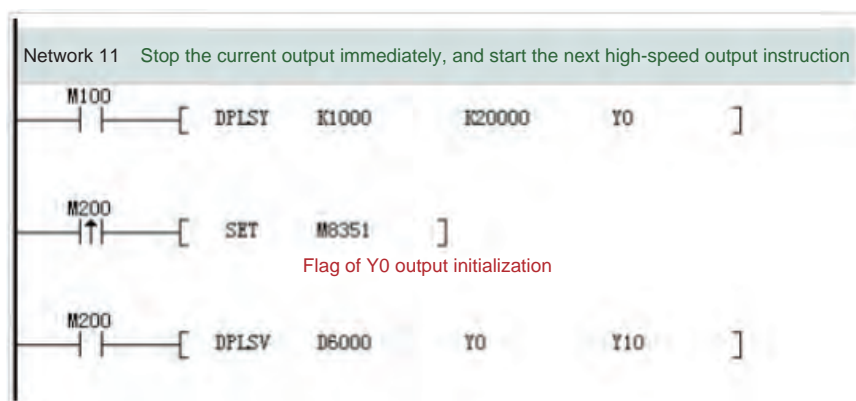 Network 11 Stop the current output immediately, and start the next high-speed output instruction
M100
[ DPLSY K1000 K20000 Y0 ]
M200
[ SET M8351 ]
Flag of Y0 output initialization
M200
[ DPLSV D6000 Y0 Y10 ]